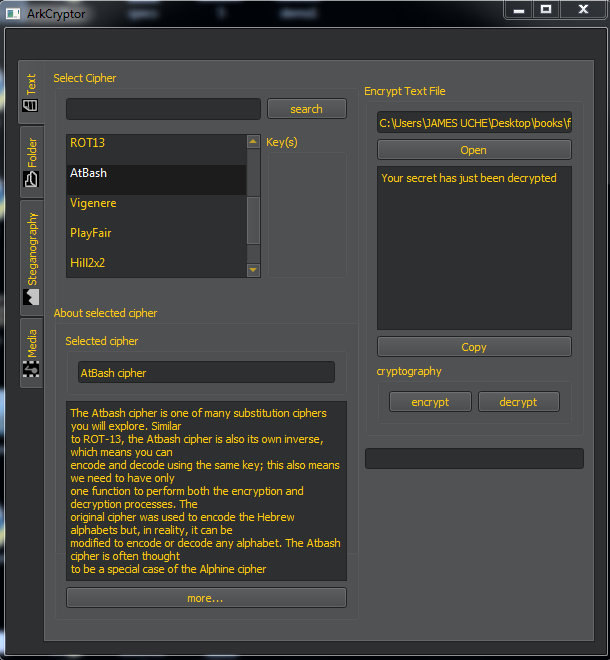 ArkCryptor
Text
Folder
Steganography
Media
Select Cipher
search
ROT13
AtBash
Vigenere
PlayFair
Hill2x2
Key(s)
About selected cipher
Selected cipher
AtBash cipher
The Atbash cipher is one of many substitution ciphers
you will explore. Similar
to ROT-13, the Atbash cipher is also its own inverse,
which means you can
encode and decode using the same key; this also means
we need to have only
one function to perform both the encryption and
decryption processes. The
original cipher was used to encode the Hebrew
alphabets but, in reality, it can be
modified to encode or decode any alphabet. The Atbash
cipher is often thought
to be a special case of the Alphine cipher
more...
Encrypt Text File
C:\Users\JAMES UCHE\Desktop\books\f
Open
Your secret has just been decrypted
Copy
cryptography
encrypt
decrypt